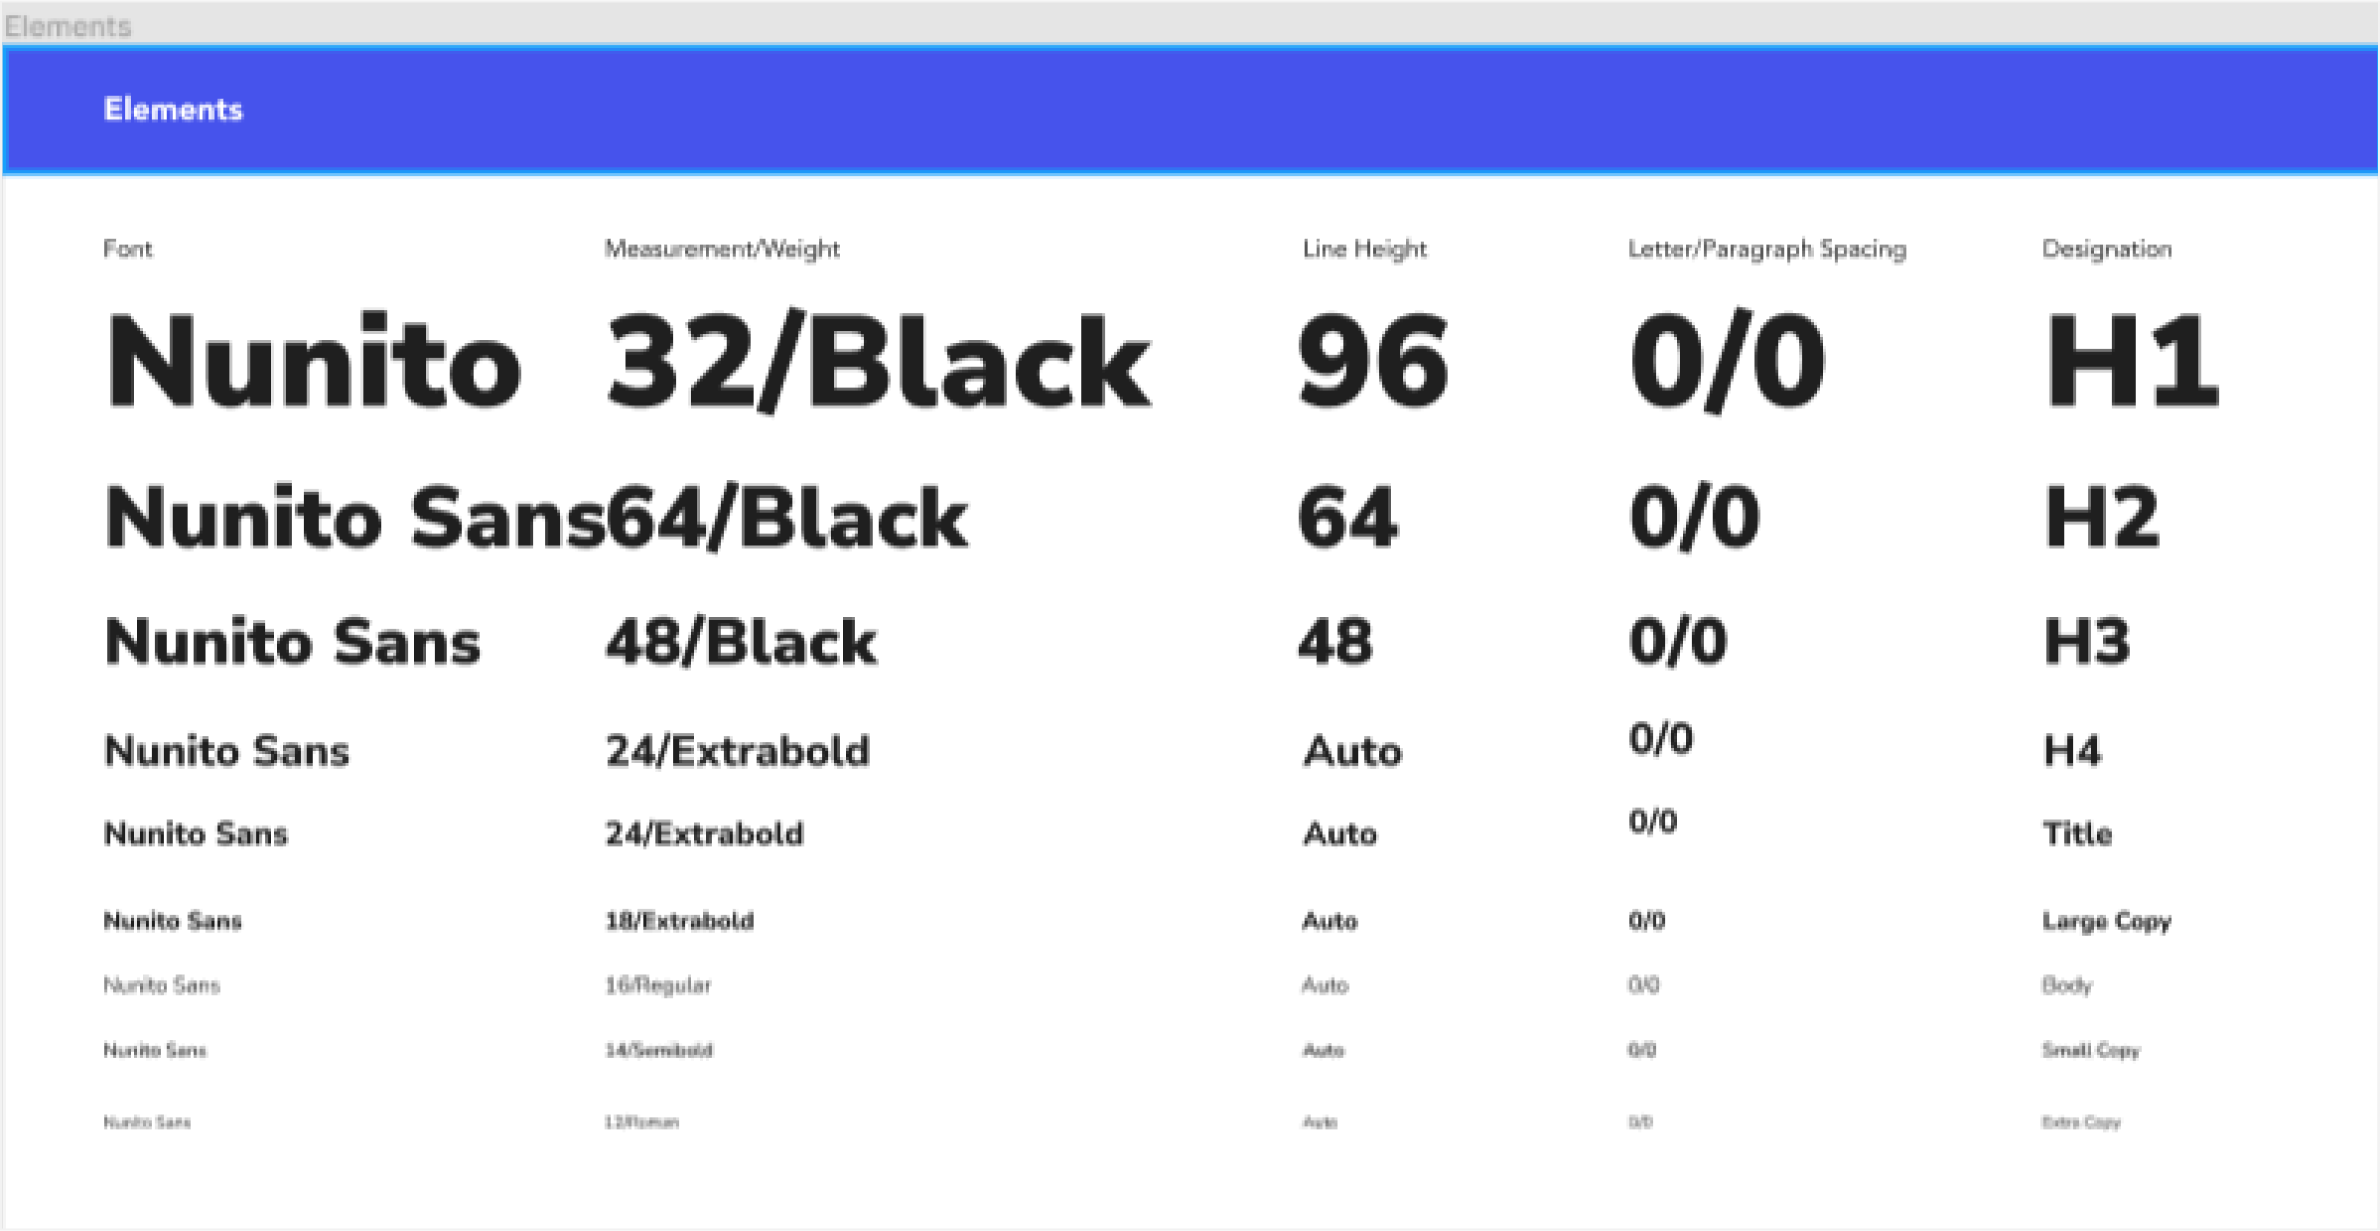 Elements
Elements
Font Measurement/Weight Line Height Letter/Paragraph Spacing Designation
Nunito 32/Black 96 0/0 H1
Nunito Sans 64/Black 64 0/0 H2
Nunito Sans 48/Black 48 0/0 H3
Nunito Sans 24/Extrabold Auto 0/0 H4
Nunito Sans 24/Extrabold Auto 0/0 Title
Nunito Sans 18/Extrabold Auto 0/0 Large Copy
Nunito Sans 16/Regular Auto 0/0 Body
Nunito Sans 14/Semibold Auto 0/0 Small Copy
Nunito Sans 12/Roman Auto 0/0 Extra Copy